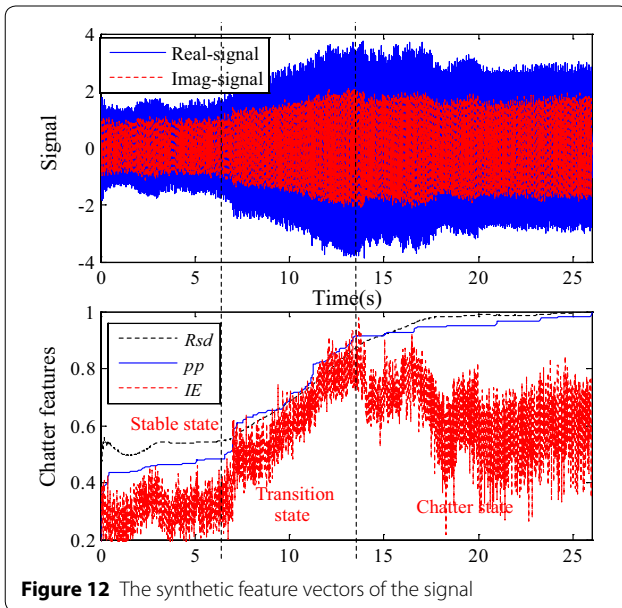 4
2
0
-2
-4
Signal
Real-signal
Imag-signal
0
5
10
15
20
25
Time(s)
1
0.8
0.6
0.4
0.2
Chatter features
Rsd
pp
IE
Stable state
Transition
state
Chatter state
0
5
10
15
20
25
Figure 12 The synthetic feature vectors of the signal